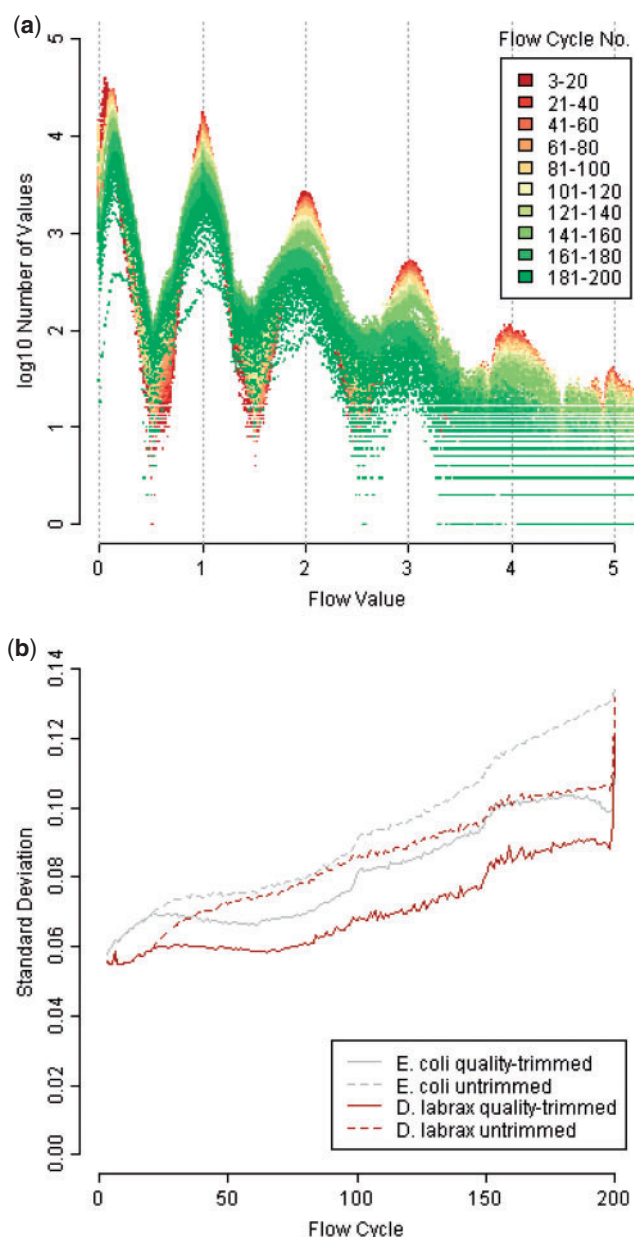 (a)
5
4
3
2
1
0
log10 Number of Values
0 1 2 3 4 5
Flow Value
Flow Cycle No.
3-20
21-40
41-60
61-80
81-100
101-120
121-140
141-160
161-180
181-200
(b)
0.14
0.12
0.10
0.08
0.06
0.04
0.02
0.00
Standard Deviation
0 50 100 150 200
Flow Cycle
E. coli quality-trimmed
E. coli untrimmed
D. labrax quality-trimmed
D. labrax untrimmed